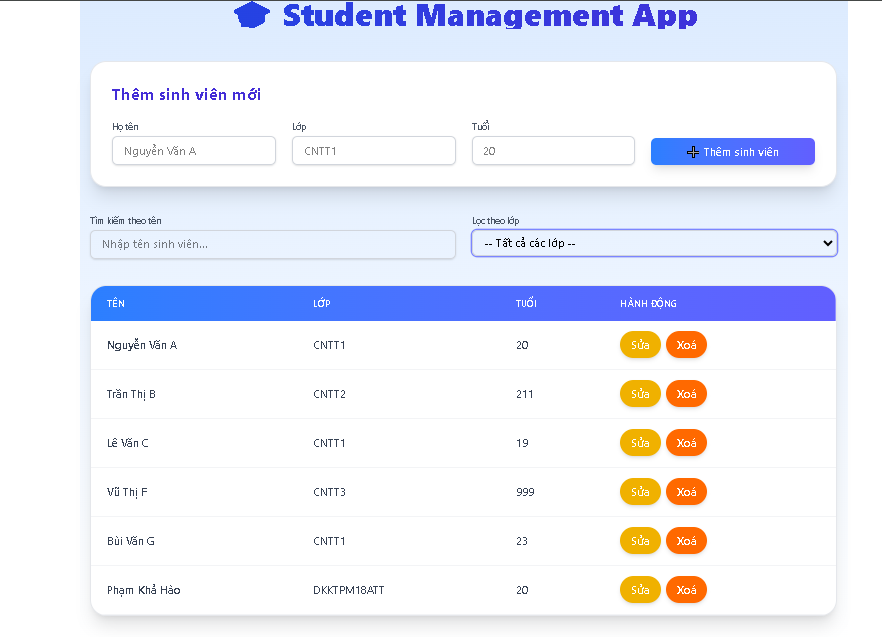 Student Management App
Thêm sinh viên mới
Họ tên Lớp Tuổi
Nguyễn Văn A CNTT1 20 Thêm sinh viên
Tìm kiếm theo tên Lọc theo lớp
Nhập tên sinh viên... -- Tất cả các lớp --
TÊN LỚP TUỔI HÀNH ĐỘNG
Nguyễn Văn A CNTT1 20 Sửa Xoá
Trần Thị B CNTT2 211 Sửa Xoá
Lê Văn C CNTT1 19 Sửa Xoá
Vũ Thị F CNTT3 999 Sửa Xoá
Bùi Văn G CNTT1 23 Sửa Xoá
Phạm Khả Hào DKKTPM18ATT 20 Sửa Xoá